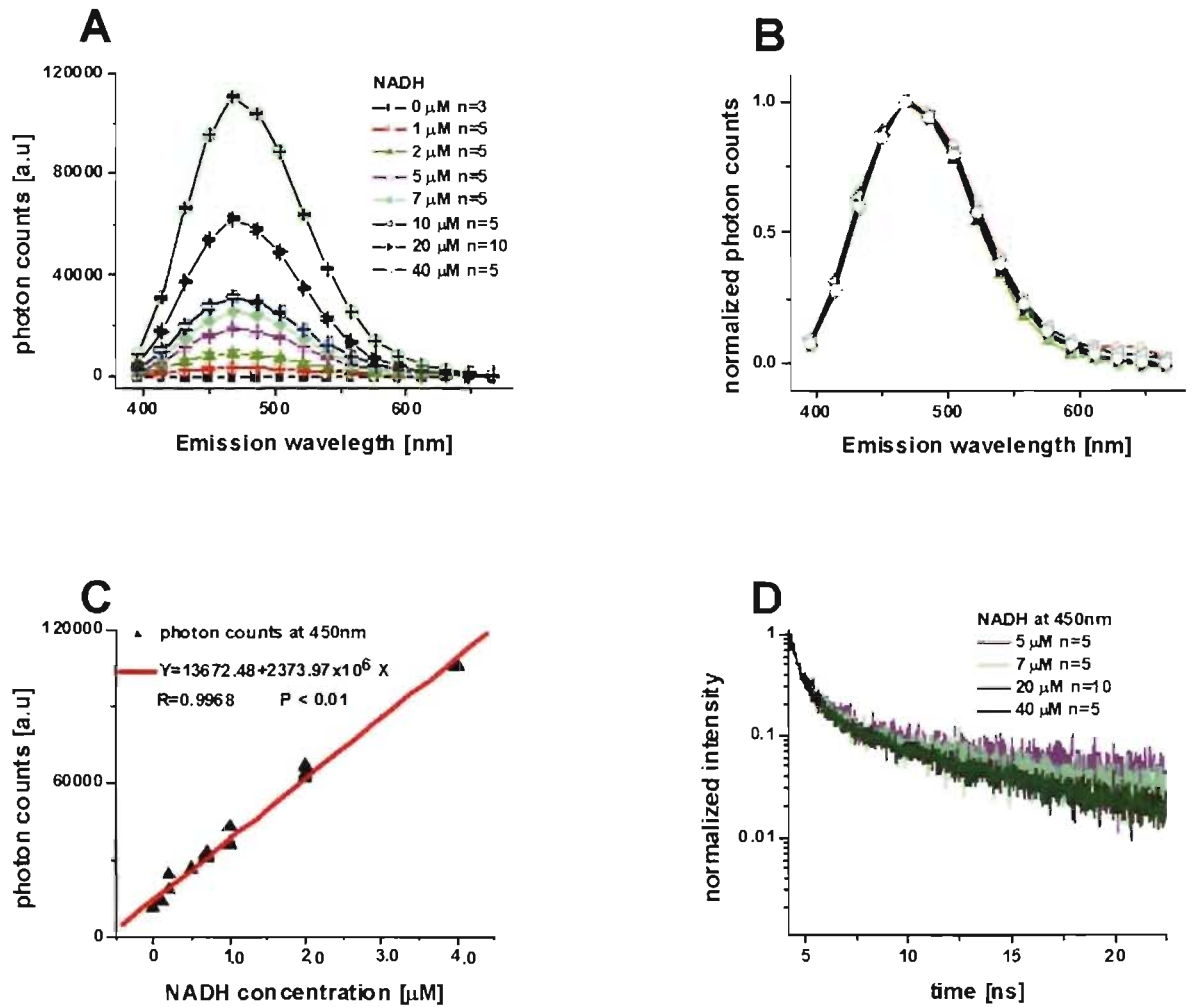 A
120000
80000
40000
0
photon counts [a.u]
400
500
600
Emission wavelegth [nm]
NADH
0 μM n=3
1 μM n=5
2 μM n=5
5 μM n=5
7 μM n=5
10 μM n=5
20 μM n=10
40 μM n=5
B
1.0
0.5
0.0
normalized photon counts
400
500
600
Emission wavelength [nm]
C
120000
60000
0
photon counts [a.u]
photon counts at 450nm
Y=13672.48+2373.97x10⁶ X
R=0.9968 P < 0.01
0
1.0
2.0
3.0
4.0
NADH concentration [μM]
D
1
0.1
0.01
normalized intensity
NADH at 450nm
5 μM n=5
7 μM n=5
20 μM n=10
40 μM n=5
5
10
15
20
time [ns]